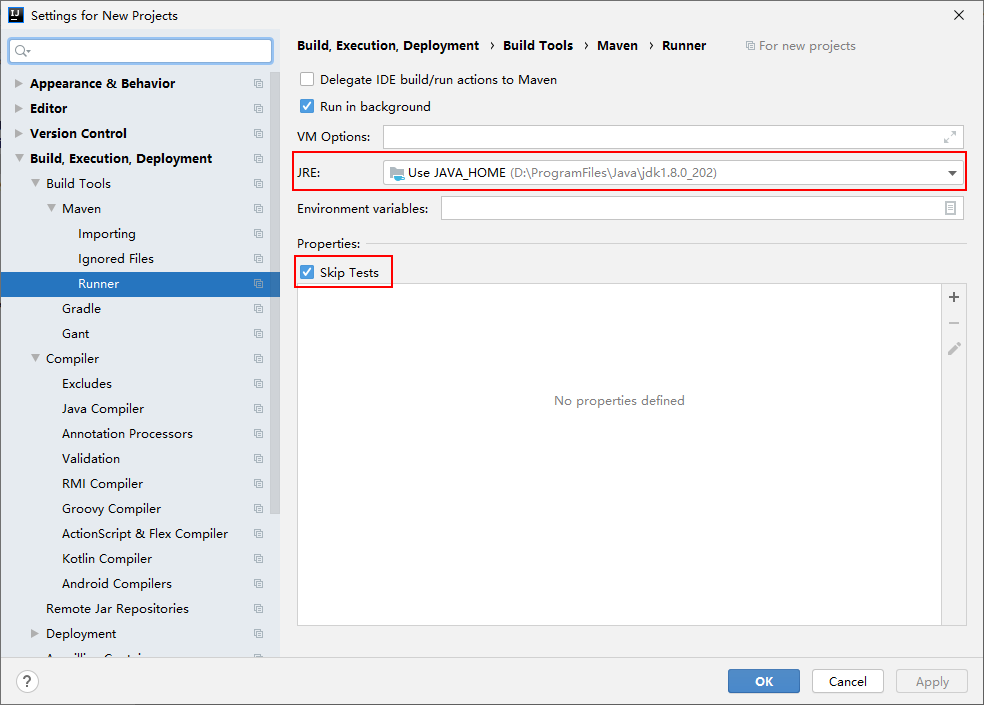 Settings for New Projects
Appearance & Behavior
Editor
Version Control
Build, Execution, Deployment
Build Tools
Maven
Importing
Ignored Files
Runner
Gradle
Gant
Compiler
Excludes
Java Compiler
Annotation Processors
Validation
RMI Compiler
Groovy Compiler
ActionScript & Flex Compiler
Kotlin Compiler
Android Compilers
Remote Jar Repositories
Deployment
Build, Execution, Deployment › Build Tools › Maven › Runner For new projects
Delegate IDE build/run actions to Maven
Run in background
VM Options:
JRE: Use JAVA_HOME (D:\ProgramFiles\Java\jdk1.8.0_202)
Environment variables:
Properties:
Skip Tests
No properties defined
? OK Cancel Apply